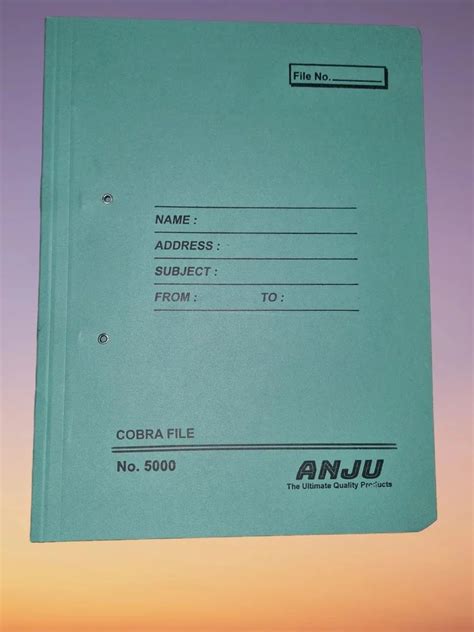 File No.
NAME :
ADDRESS :
SUBJECT :
FROM : TO :
COBRA FILE
No. 5000
ANJU
The Ultimate Quality Products